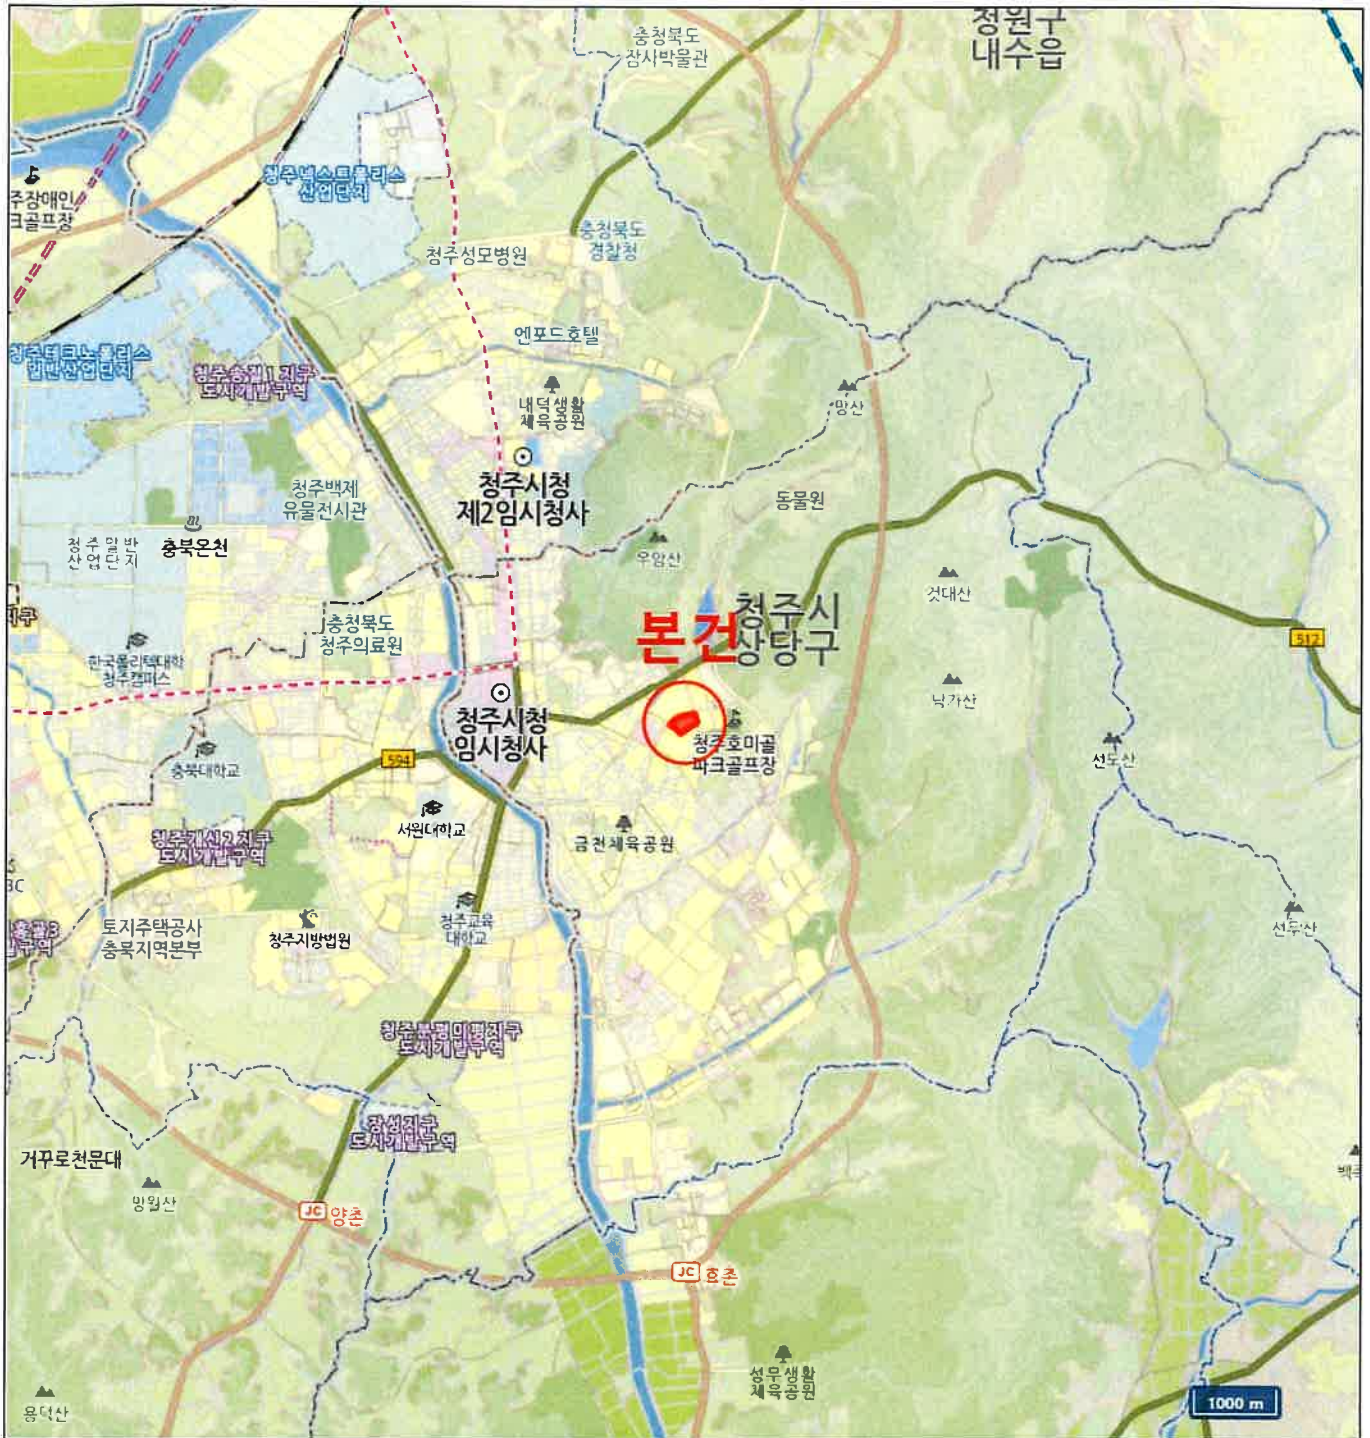 청원구
내수읍
충청북도
잠사박물관
청주넥스트폴리스
산업단지
주장애인
크골프장
청주성모병원
충청북도
경찰청
엔포드호텔
청주테크노폴리스
일반산업단지
청주송절1지구
도시개발구역
내덕생활
체육공원
망산
청주시청
제2임시청사
청주백제
유물전시관
동물원
청주일반
산업단지
충북온천
우암산
것대산
지구
충청북도
청주의료원
본건
청주시
상당구
512
한국폴리텍대학
청주캠퍼스
낙가산
청주시청
임시청사
청주호미골
파크골프장
선도산
594
충북대학교
서원대학교
금천체육공원
청주개신2지구
도시개발구역
3C
토지주택공사
충북지역본부
청주지방법원
청주교육
대학교
선두산
구역
청주분평미평지구
도시개발구역
장성지구
도시개발구역
거꾸로천문대
망월산
백족
JC 양촌
JC 효촌
성무생활
체육공원
용덕산
1000 m